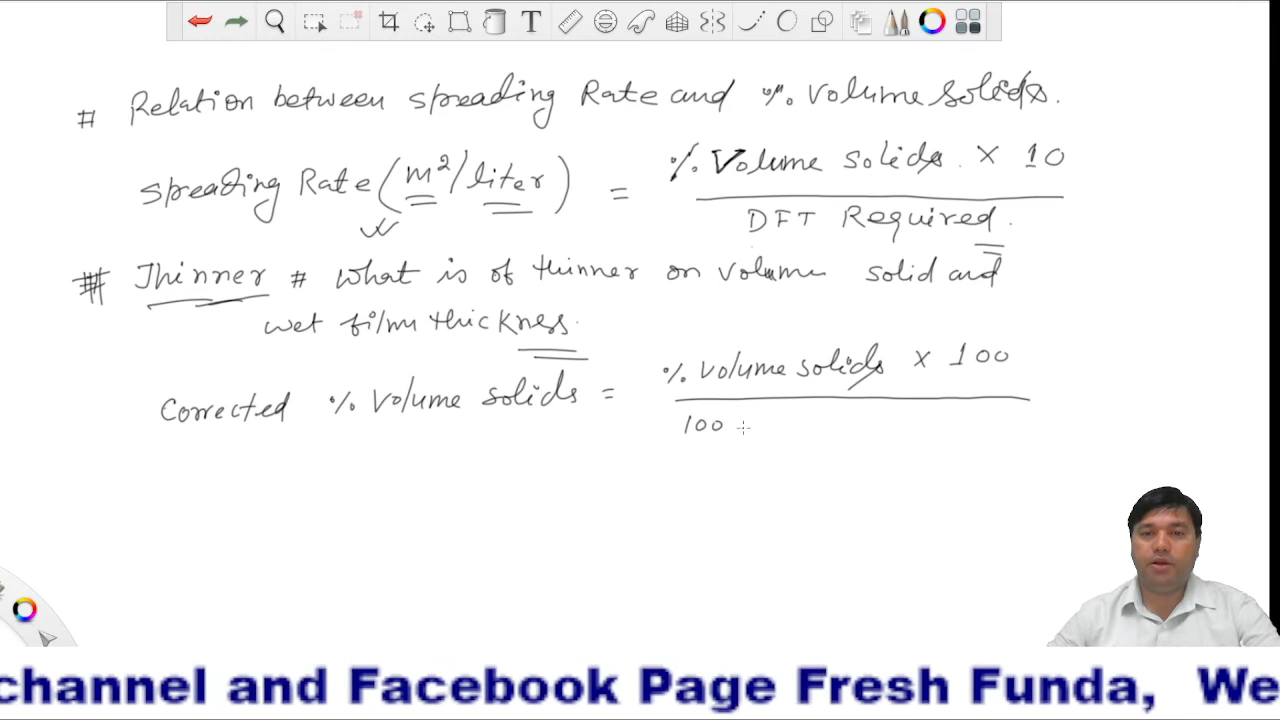 # Relation between spreading Rate and % volume solids.
% Volume solids. × 10
spreading Rate (m²/liter) =
DFT Required.
# Thinner # What is of thinner on volume solid and
wet film thickness.
% volume solids × 100
Corrected % Volume solids =
100
channel and Facebook Page Fresh Funda, We